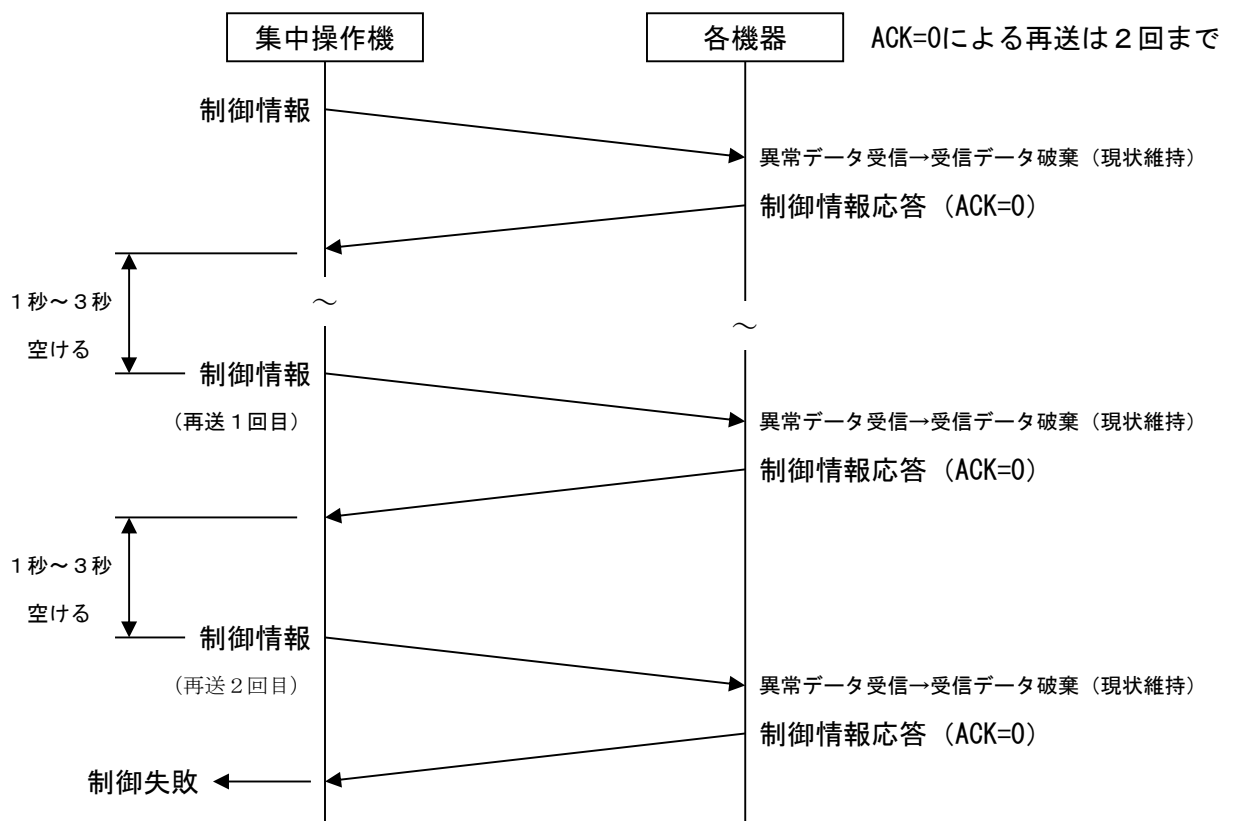 集中操作機
各機器
ACK=0による再送は２回まで
制御情報
異常データ受信→受信データ破棄（現状維持）
制御情報応答（ACK=0）
１秒～３秒
空ける
～
～
制御情報
（再送１回目）
異常データ受信→受信データ破棄（現状維持）
制御情報応答（ACK=0）
１秒～３秒
空ける
制御情報
（再送２回目）
異常データ受信→受信データ破棄（現状維持）
制御情報応答（ACK=0）
制御失敗